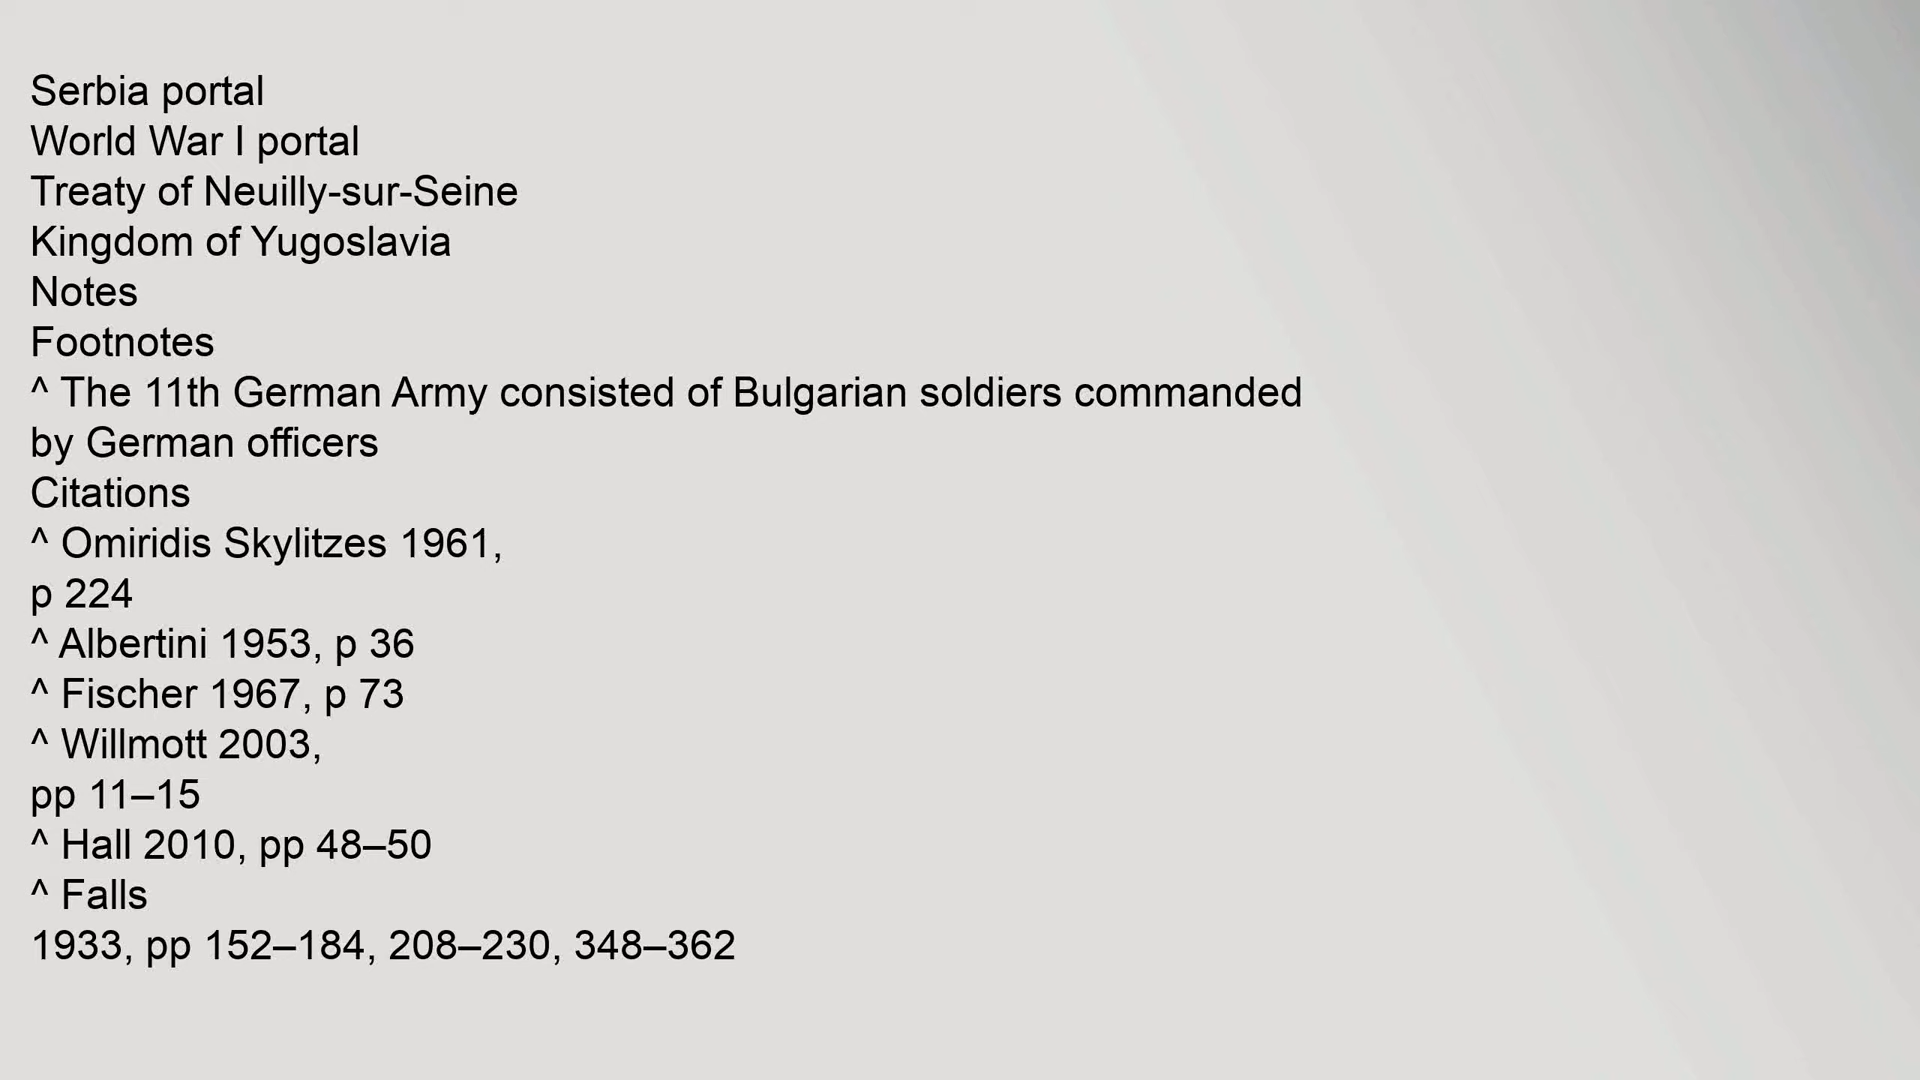 Serbia portal
World War I portal
Treaty of Neuilly-sur-Seine
Kingdom of Yugoslavia
Notes
Footnotes
^ The 11th German Army consisted of Bulgarian soldiers commanded
by German officers
Citations
^ Omiridis Skylitzes 1961,
p 224
^ Albertini 1953, p 36
^ Fischer 1967, p 73
^ Willmott 2003,
pp 11–15
^ Hall 2010, pp 48–50
^ Falls
1933, pp 152–184, 208–230, 348–362